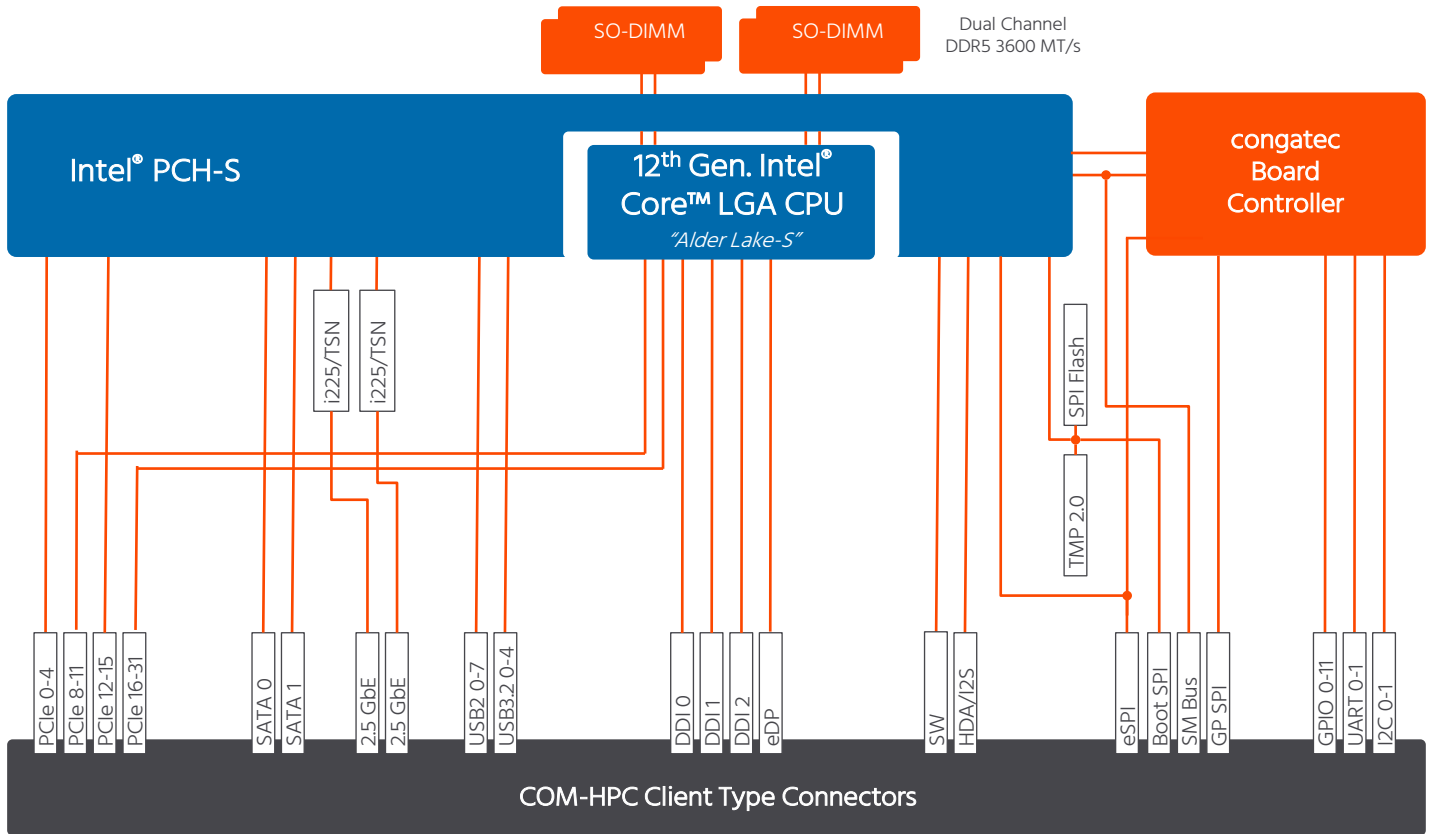 SO-DIMM
SO-DIMM
Dual Channel
DDR5 3600 MT/s
Intel® PCH-S
12th Gen. Intel®
Core™ LGA CPU
"Alder Lake-S"
congatec
Board
Controller
i225/TSN
i225/TSN
SPI Flash
TMP 2.0
PCIe 0-4
PCIe 8-11
PCIe 12-15
PCIe 16-31
SATA 0
SATA 1
2.5 GbE
2.5 GbE
USB2 0-7
USB3.2 0-4
DDI 0
DDI 1
DDI 2
eDP
SW
HDA/I2S
eSPI
Boot SPI
SM Bus
GP SPI
GPIO 0-11
UART 0-1
I2C 0-1
COM-HPC Client Type Connectors